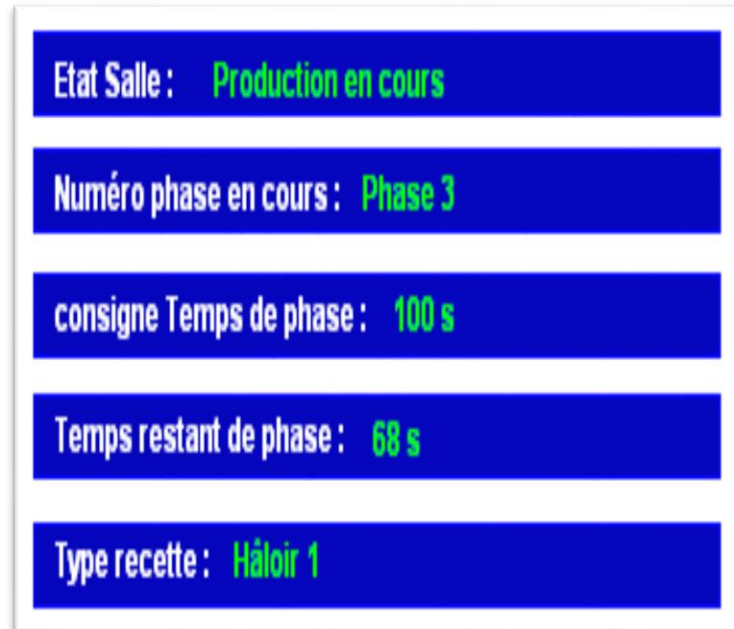 Etat Salle : Production en cours
Numéro phase en cours : Phase 3
consigne Temps de phase : 100 s
Temps restant de phase : 68 s
Type recette : Hâloir 1